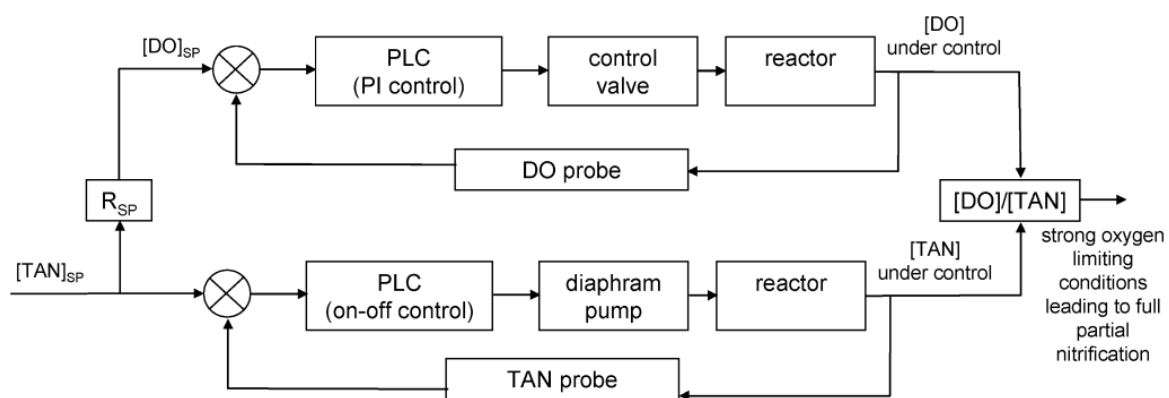 [DO]SP
PLC
(PI control)
control
valve
reactor
[DO]
under control
DO probe
RSP
[DO]/[TAN]
strong oxygen
limiting
conditions
leading to full
partial
nitrification
[TAN]SP
PLC
(on-off control)
diaphram
pump
reactor
[TAN]
under control
TAN probe